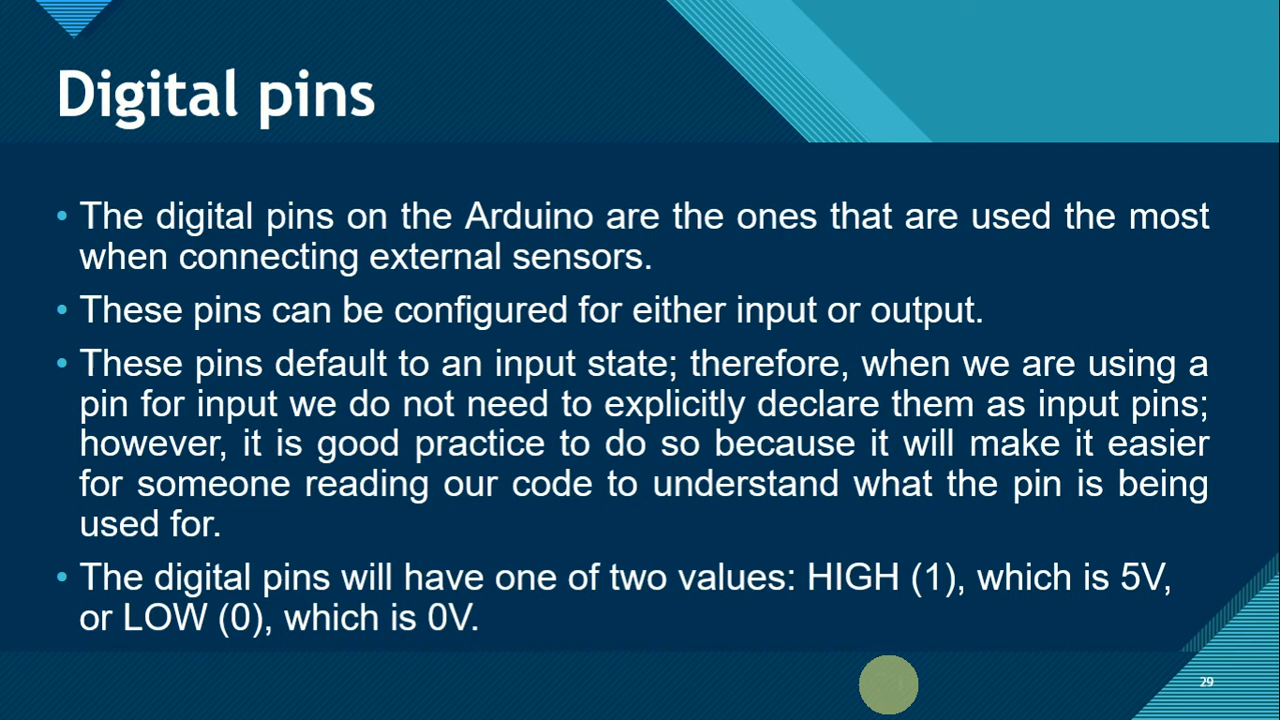 Digital pins
• The digital pins on the Arduino are the ones that are used the most
when connecting external sensors.
• These pins can be configured for either input or output.
• These pins default to an input state; therefore, when we are using a
pin for input we do not need to explicitly declare them as input pins;
however, it is good practice to do so because it will make it easier
for someone reading our code to understand what the pin is being
used for.
• The digital pins will have one of two values: HIGH (1), which is 5V,
or LOW (0), which is 0V.
29